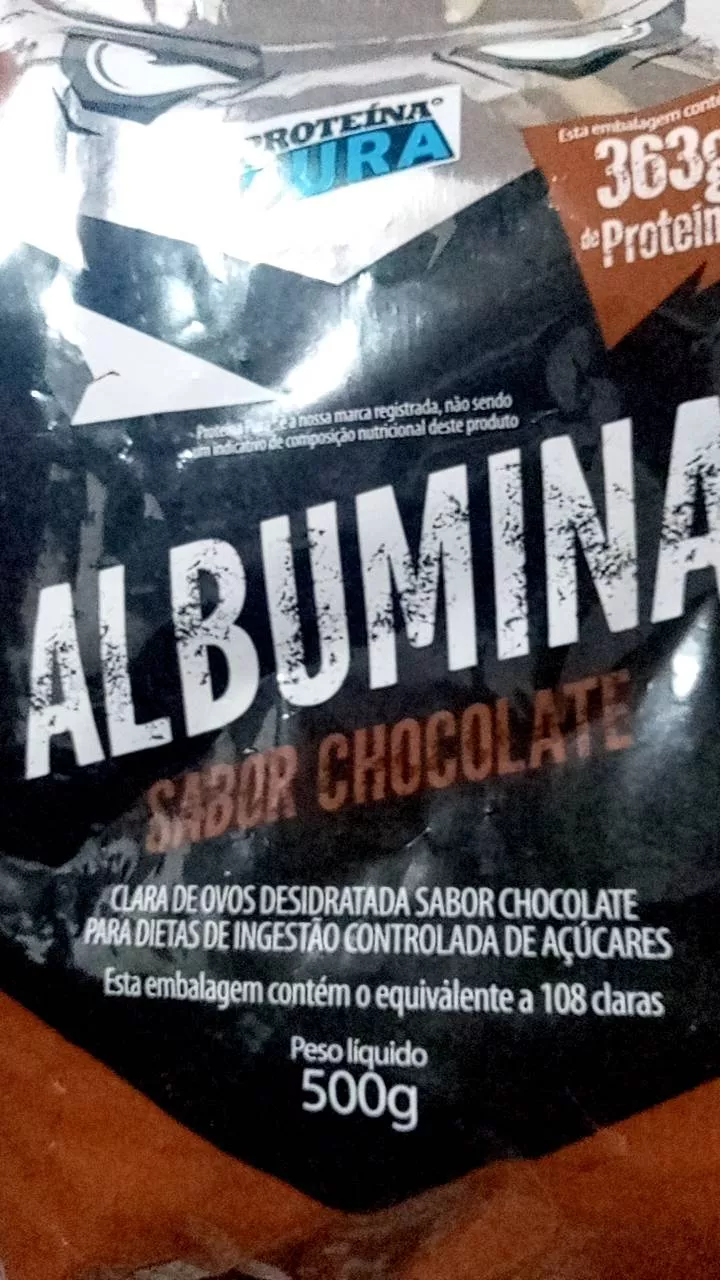 PROTEÍNA
PURA
Esta embalagem conté
363g
de Proteín
Proteína Pura é a nossa marca registrada, não sendo
um indicativo de composição nutricional deste produto
ALBUMINA
SABOR CHOCOLATE
CLARA DE OVOS DESIDRATADA SABOR CHOCOLATE
PARA DIETAS DE INGESTÃO CONTROLADA DE AÇÚCARES
Esta embalagem contém o equivalente a 108 claras
Peso líquido
500g